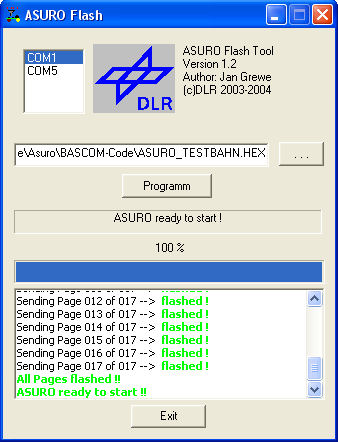 ASURO Flash
COM1
COM5
DLR
ASURO Flash Tool
Version 1.2
Author: Jan Grewe
(c)DLR 2003-2004
e\Asuro\BASCOM-Code\ASURO_TESTBAHN.HEX
. . .
Programm
ASURO ready to start !
100 %
Sending Page 012 of 017 --> flashed !
Sending Page 013 of 017 --> flashed !
Sending Page 014 of 017 --> flashed !
Sending Page 015 of 017 --> flashed !
Sending Page 016 of 017 --> flashed !
Sending Page 017 of 017 --> flashed !
All Pages flashed !!
ASURO ready to start !!
Exit